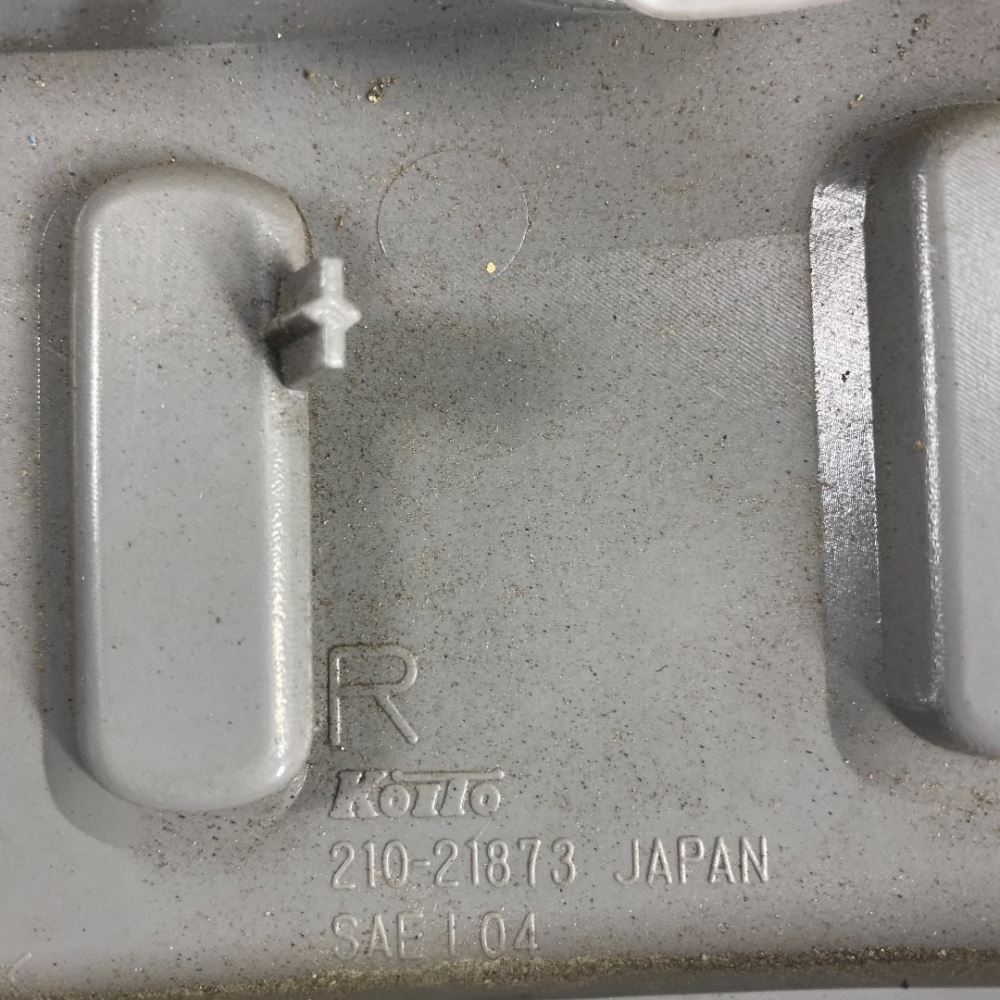 R
KOITO
210-21873 JAPAN
SAE I 04